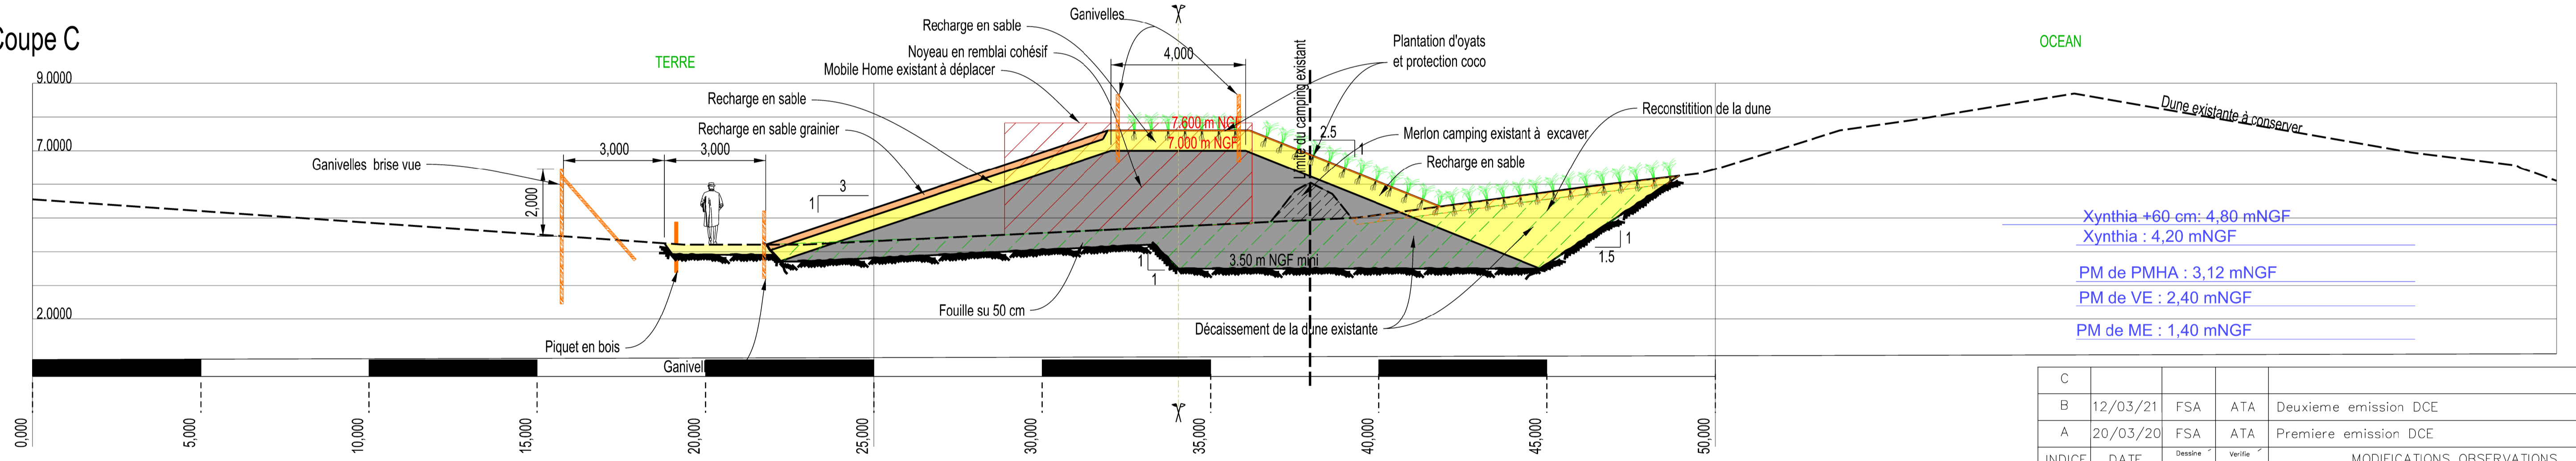 Coupe C
TERRE
OCEAN
Ganivelles
Recharge en sable
4,000
Noyeau en remblai cohésif
Mobile Home existant à déplacer
Plantation d'oyats
et protection coco
Limite du camping existant
9.0000
Recharge en sable
Recharge en sable grainier
Reconstitition de la dune
Dune existante à conserver
7.600 m NGF
7.000 m NGF
2.5
1
Merlon camping existant à excaver
Recharge en sable
7.0000
3,000
3,000
Ganivelles brise vue
2,000
3
1
Xynthia +60 cm: 4,80 mNGF
Xynthia : 4,20 mNGF
1
1.5
1
1
3.50 m NGF mini
PM de PMHA : 3,12 mNGF
PM de VE : 2,40 mNGF
PM de ME : 1,40 mNGF
2.0000
Fouille su 50 cm
Décaissement de la dune existante
Piquet en bois
Ganivell
0,000
5,000
10,000
15,000
20,000
25,000
30,000
35,000
40,000
45,000
50,000
C
B 12/03/21 FSA ATA Deuxieme emission DCE
A 20/03/20 FSA ATA Premiere emission DCE
INDICE DATE Dessine Verifie MODIFICATIONS OBSERVATIONS